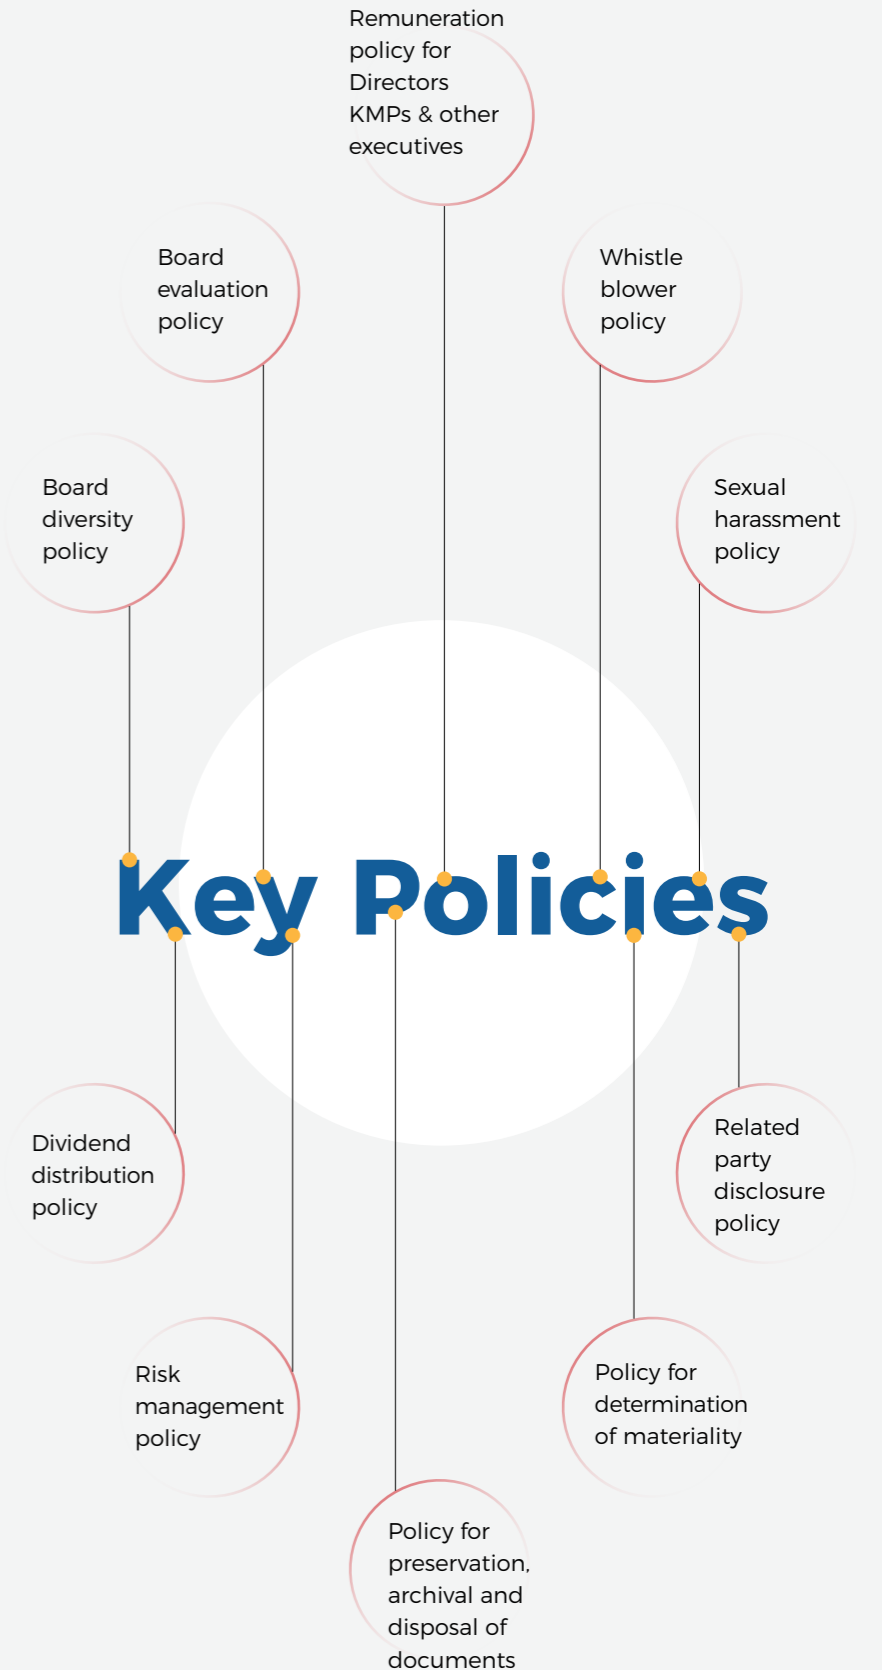 Remuneration
policy for
Directors
KMPs & other
executives
Board
evaluation
policy
Whistle
blower
policy
Board
diversity
policy
Sexual
harassment
policy
Key Policies
Dividend
distribution
policy
Related
party
disclosure
policy
Risk
management
policy
Policy for
determination
of materiality
Policy for
preservation,
archival and
disposal of
documents